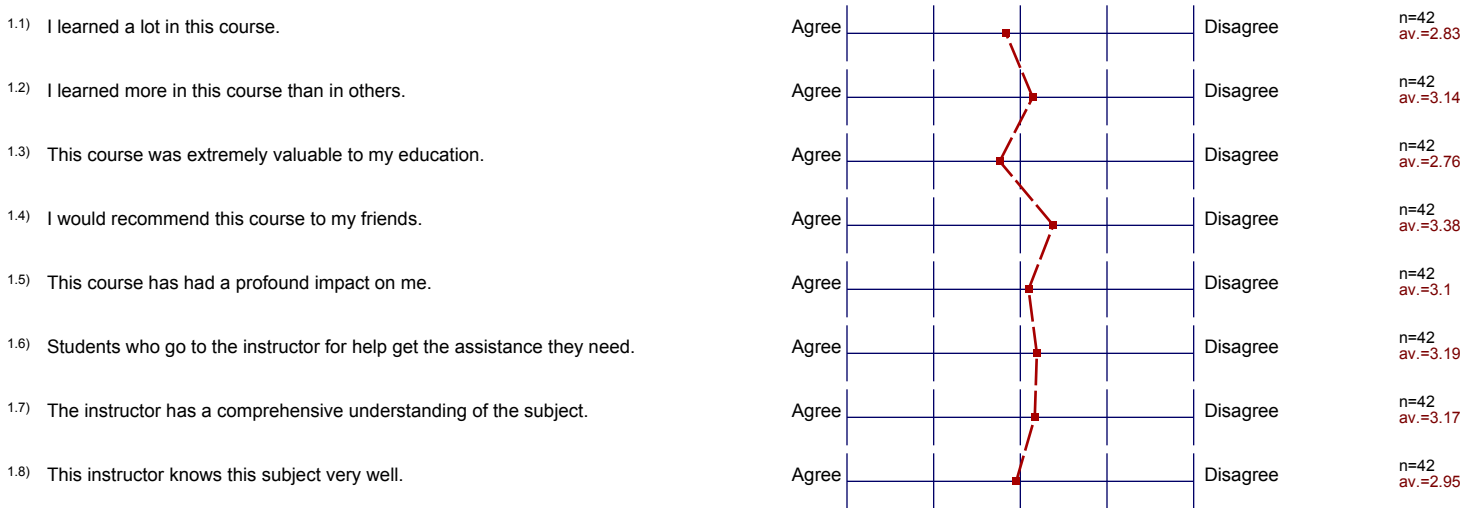 1.1) I learned a lot in this course. Agree Disagree n=42
av.=2.83
1.2) I learned more in this course than in others. Agree Disagree n=42
av.=3.14
1.3) This course was extremely valuable to my education. Agree Disagree n=42
av.=2.76
1.4) I would recommend this course to my friends. Agree Disagree n=42
av.=3.38
1.5) This course has had a profound impact on me. Agree Disagree n=42
av.=3.1
1.6) Students who go to the instructor for help get the assistance they need. Agree Disagree n=42
av.=3.19
1.7) The instructor has a comprehensive understanding of the subject. Agree Disagree n=42
av.=3.17
1.8) This instructor knows this subject very well. Agree Disagree n=42
av.=2.95